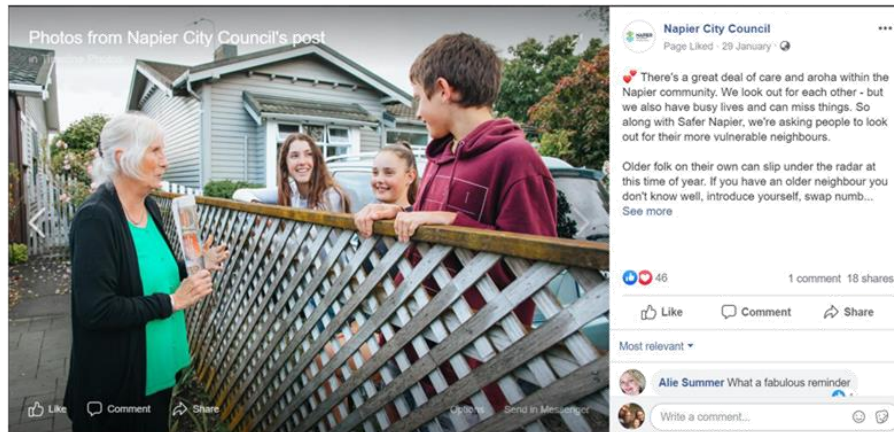 Photos from Napier City Council's post
in Timeline Photos
Like Comment Share
Options Send in Messenger
NAPIER
Napier City Council
Page Liked · 29 January ·
There's a great deal of care and aroha within the
Napier community. We look out for each other - but
we also have busy lives and can miss things. So
along with Safer Napier, we're asking people to look
out for their more vulnerable neighbours.
Older folk on their own can slip under the radar at
this time of year. If you have an older neighbour you
don't know well, introduce yourself, swap numb...
See more
46 1 comment 18 shares
Like Comment Share
Most relevant
Alie Summer What a fabulous reminder
Write a comment...